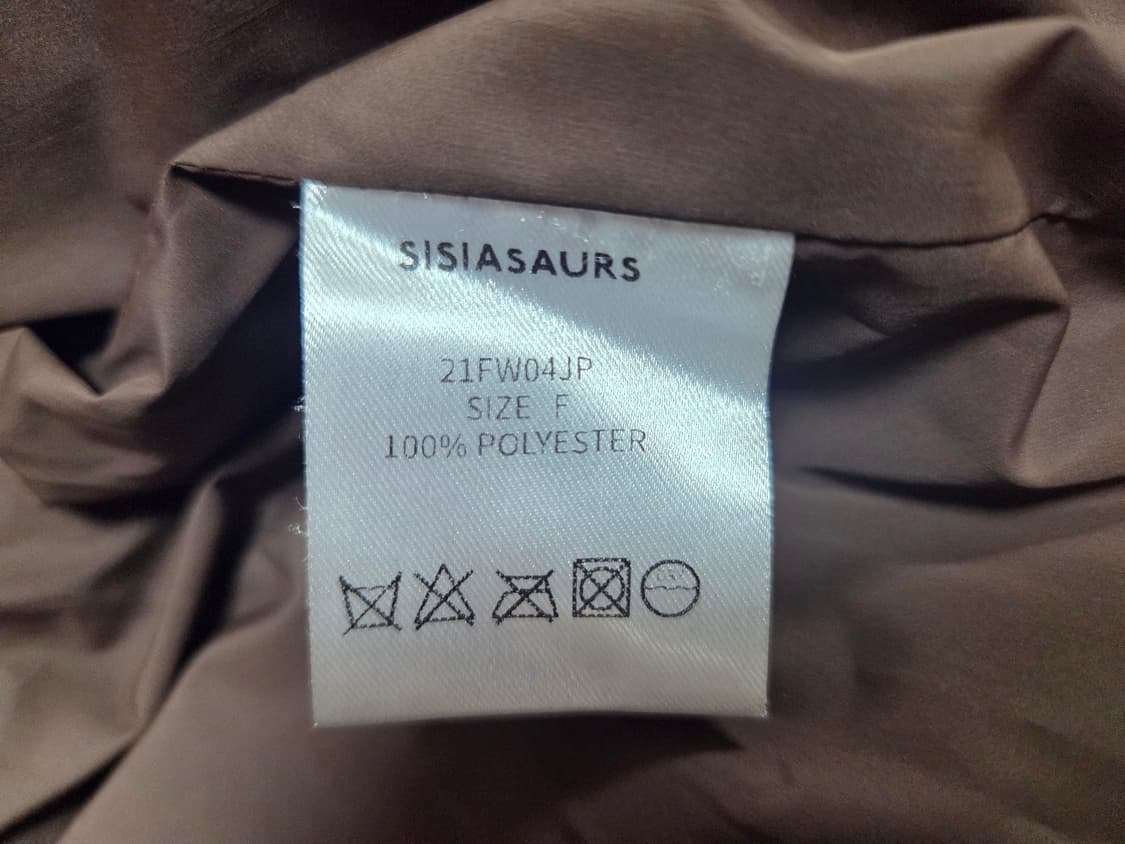 SISIASAURS
21FW04JP
SIZE F
100% POLYESTER